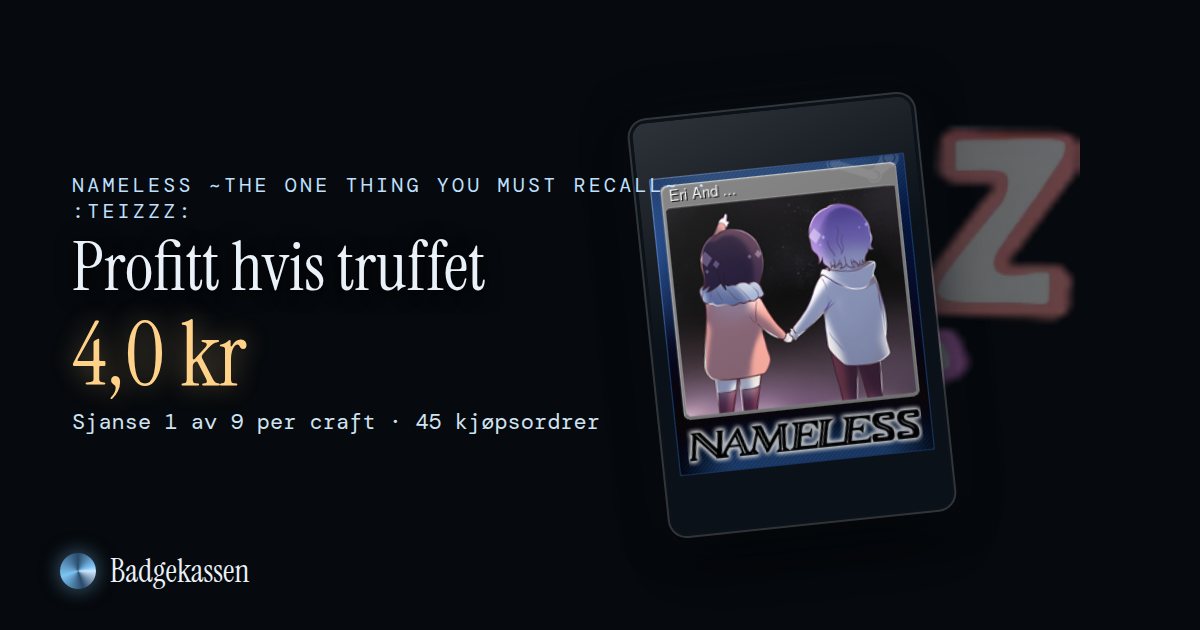 NAMELESS ~THE ONE THING YOU MUST RECALL~
:TEIZZZ:
Profitt hvis truffet
4,0 kr
Sjanse 1 av 9 per craft · 45 kjøpsordrer
Eri And ...
NAMELESS
Z
Badgekassen